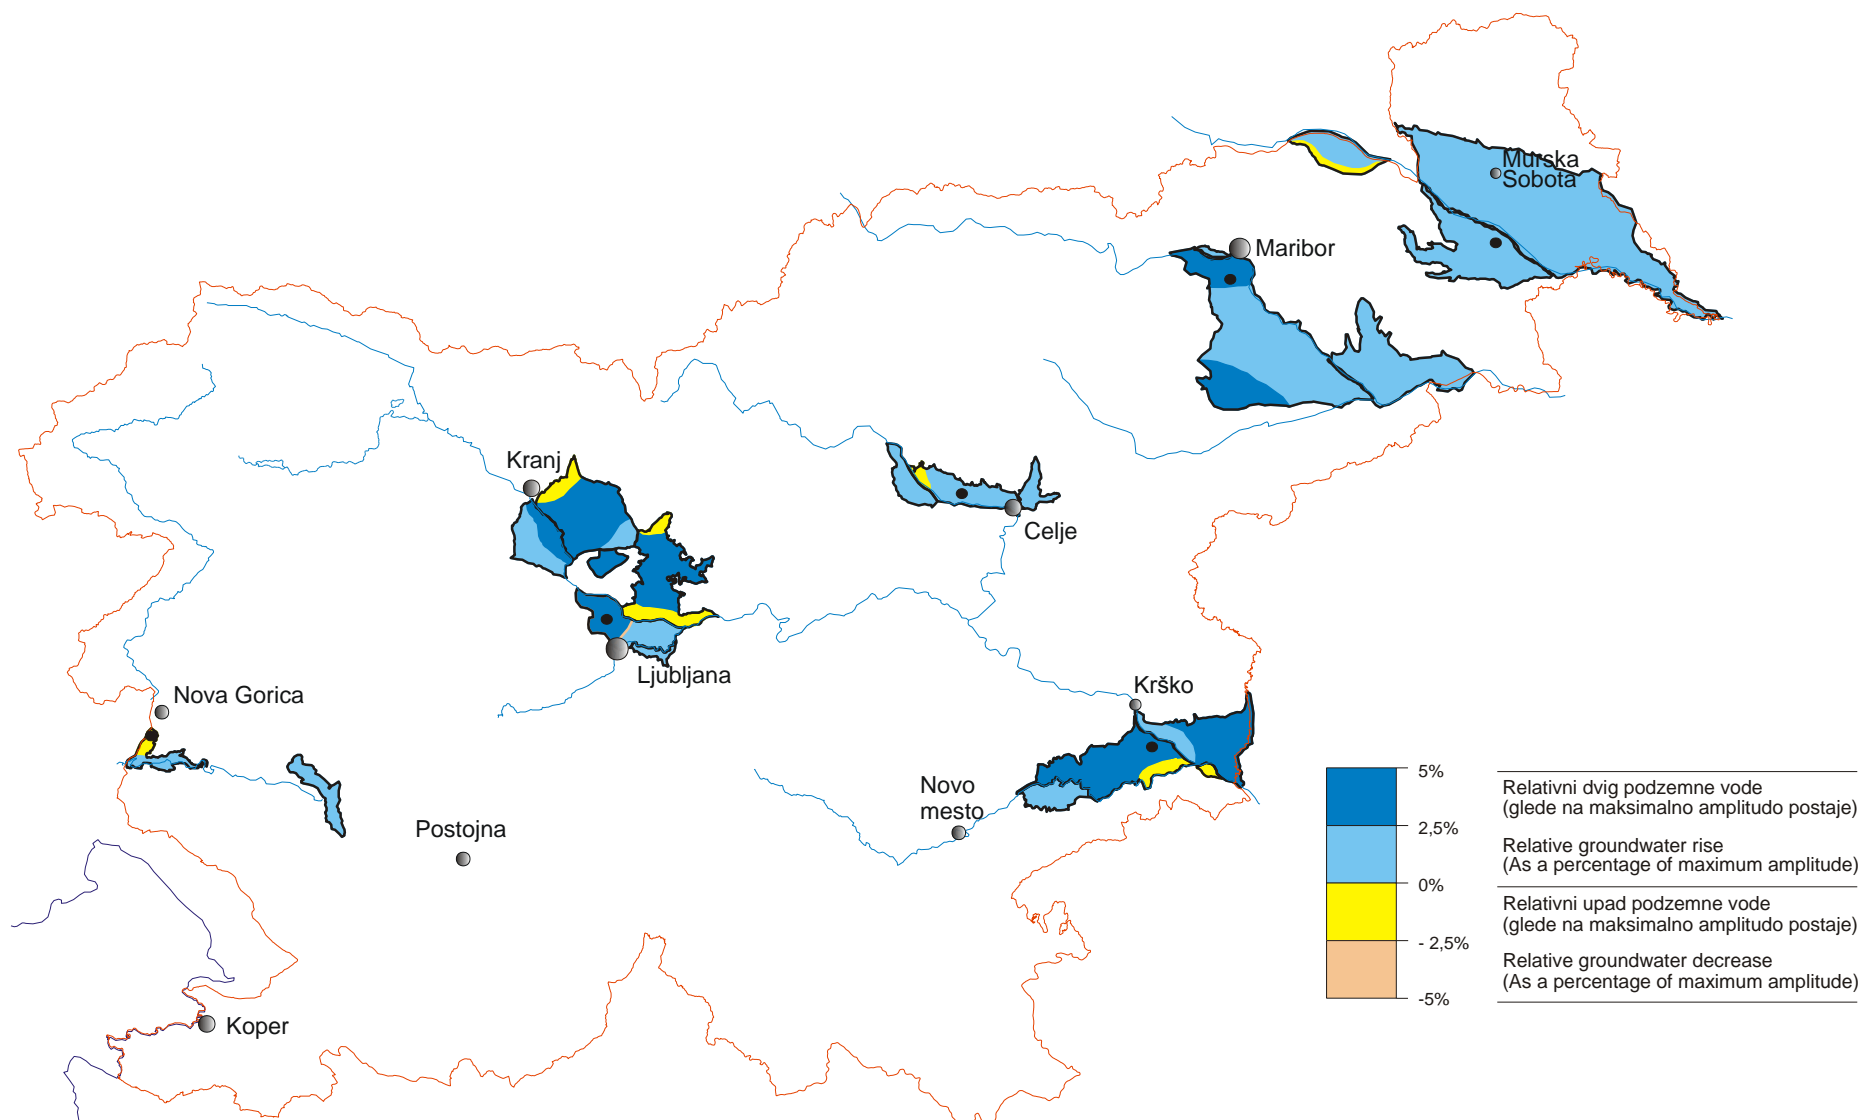 Murska
Sobota
Maribor
Kranj
Celje
Ljubljana
Nova Gorica
Krško
Novo
mesto
Postojna
Koper
5%
2,5%
0%
- 2,5%
-5%
Relativni dvig podzemne vode
(glede na maksimalno amplitudo postaje)
Relative groundwater rise
(As a percentage of maximum amplitude)
Relativni upad podzemne vode
(glede na maksimalno amplitudo postaje)
Relative groundwater decrease
(As a percentage of maximum amplitude)